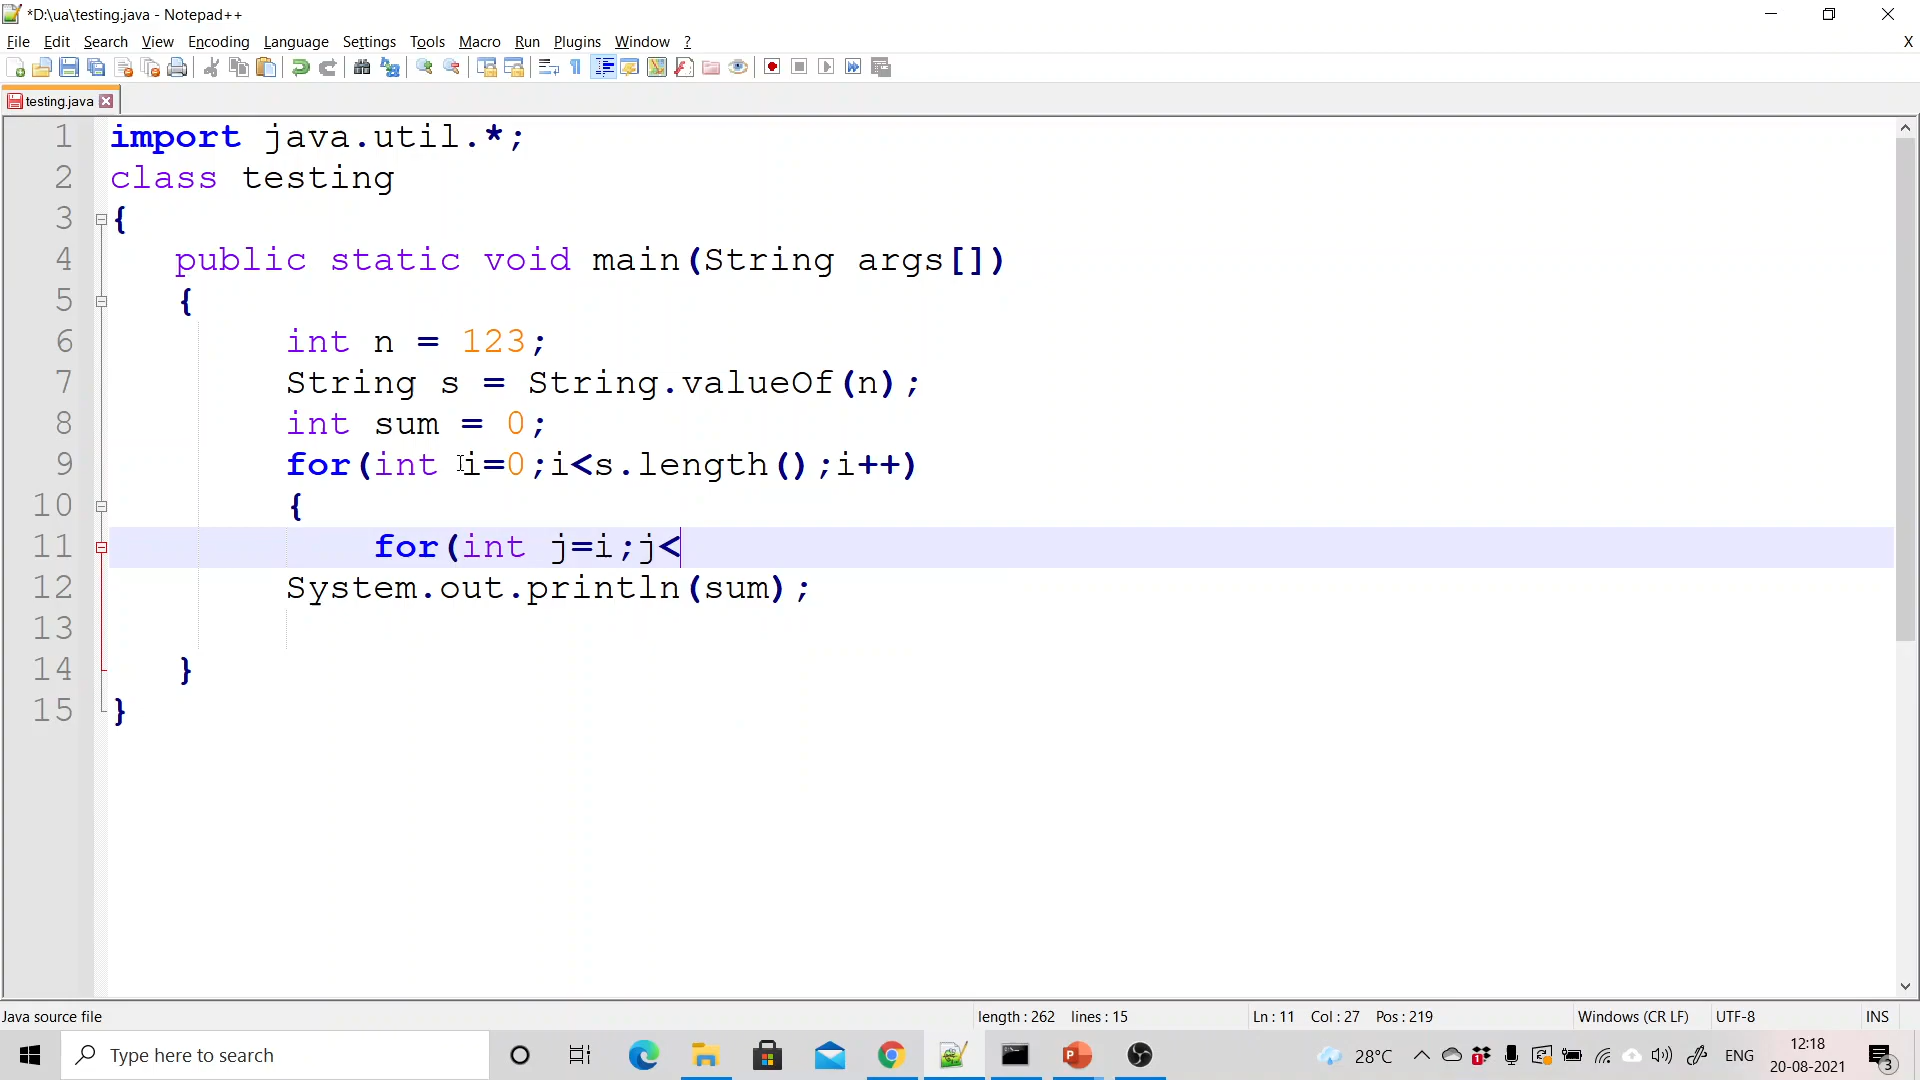 *D:\ua\testing.java - Notepad++
File Edit Search View Encoding Language Settings Tools Macro Run Plugins Window ? X
testing.java
1 import java.util.*;
2 class testing
3 {
4 public static void main(String args[])
5 {
6 int n = 123;
7 String s = String.valueOf(n);
8 int sum = 0;
9 for(int i=0;i<s.length();i++)
10 {
11 for(int j=i;j<
12 System.out.println(sum);
13
14 }
15 }
Java source file length : 262 lines : 15 Ln : 11 Col : 27 Pos : 219 Windows (CR LF) UTF-8 INS
Type here to search 28°C ENG 12:18
20-08-2021 3